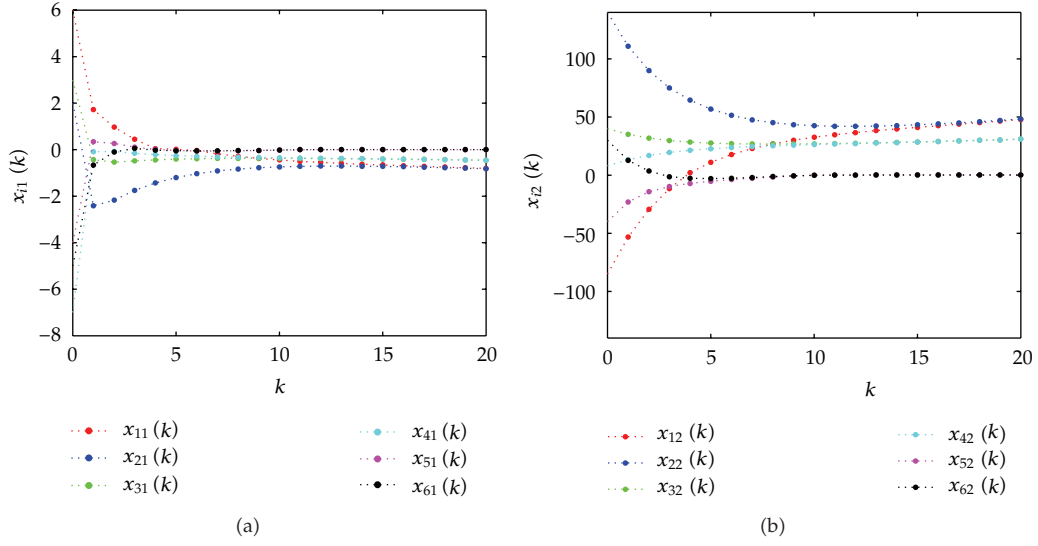 6
4
2
0
−2
−4
−6
−8
x_{i1} (k)
0
5
10
15
20
k
x_{11} (k)
x_{21} (k)
x_{31} (k)
x_{41} (k)
x_{51} (k)
x_{61} (k)
(a)
100
50
0
−50
−100
x_{i2} (k)
0
5
10
15
20
k
x_{12} (k)
x_{22} (k)
x_{32} (k)
x_{42} (k)
x_{52} (k)
x_{62} (k)
(b)